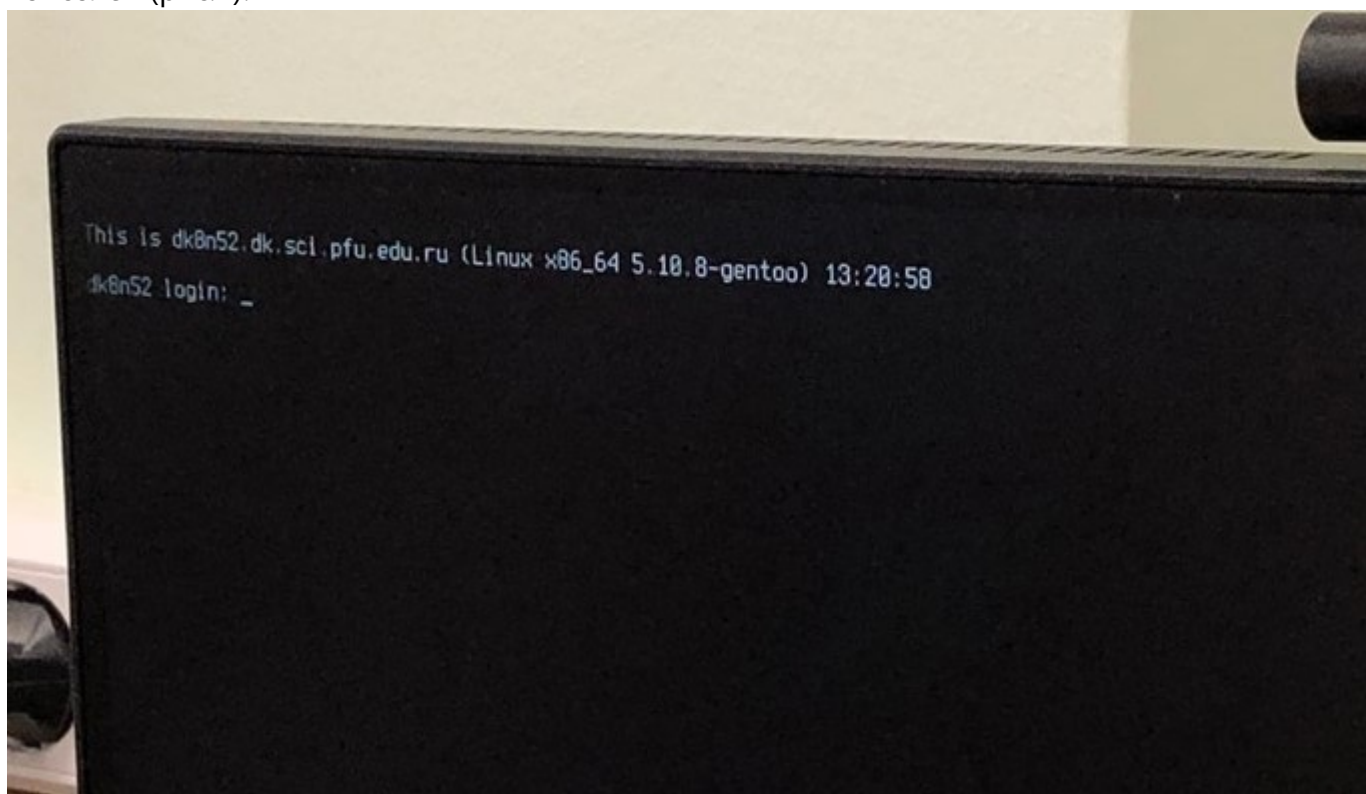 This is dk8n52.dk.sci.pfu.edu.ru (Linux x86_64 5.10.8-gentoo) 13:20:58
dk8n52 login: _